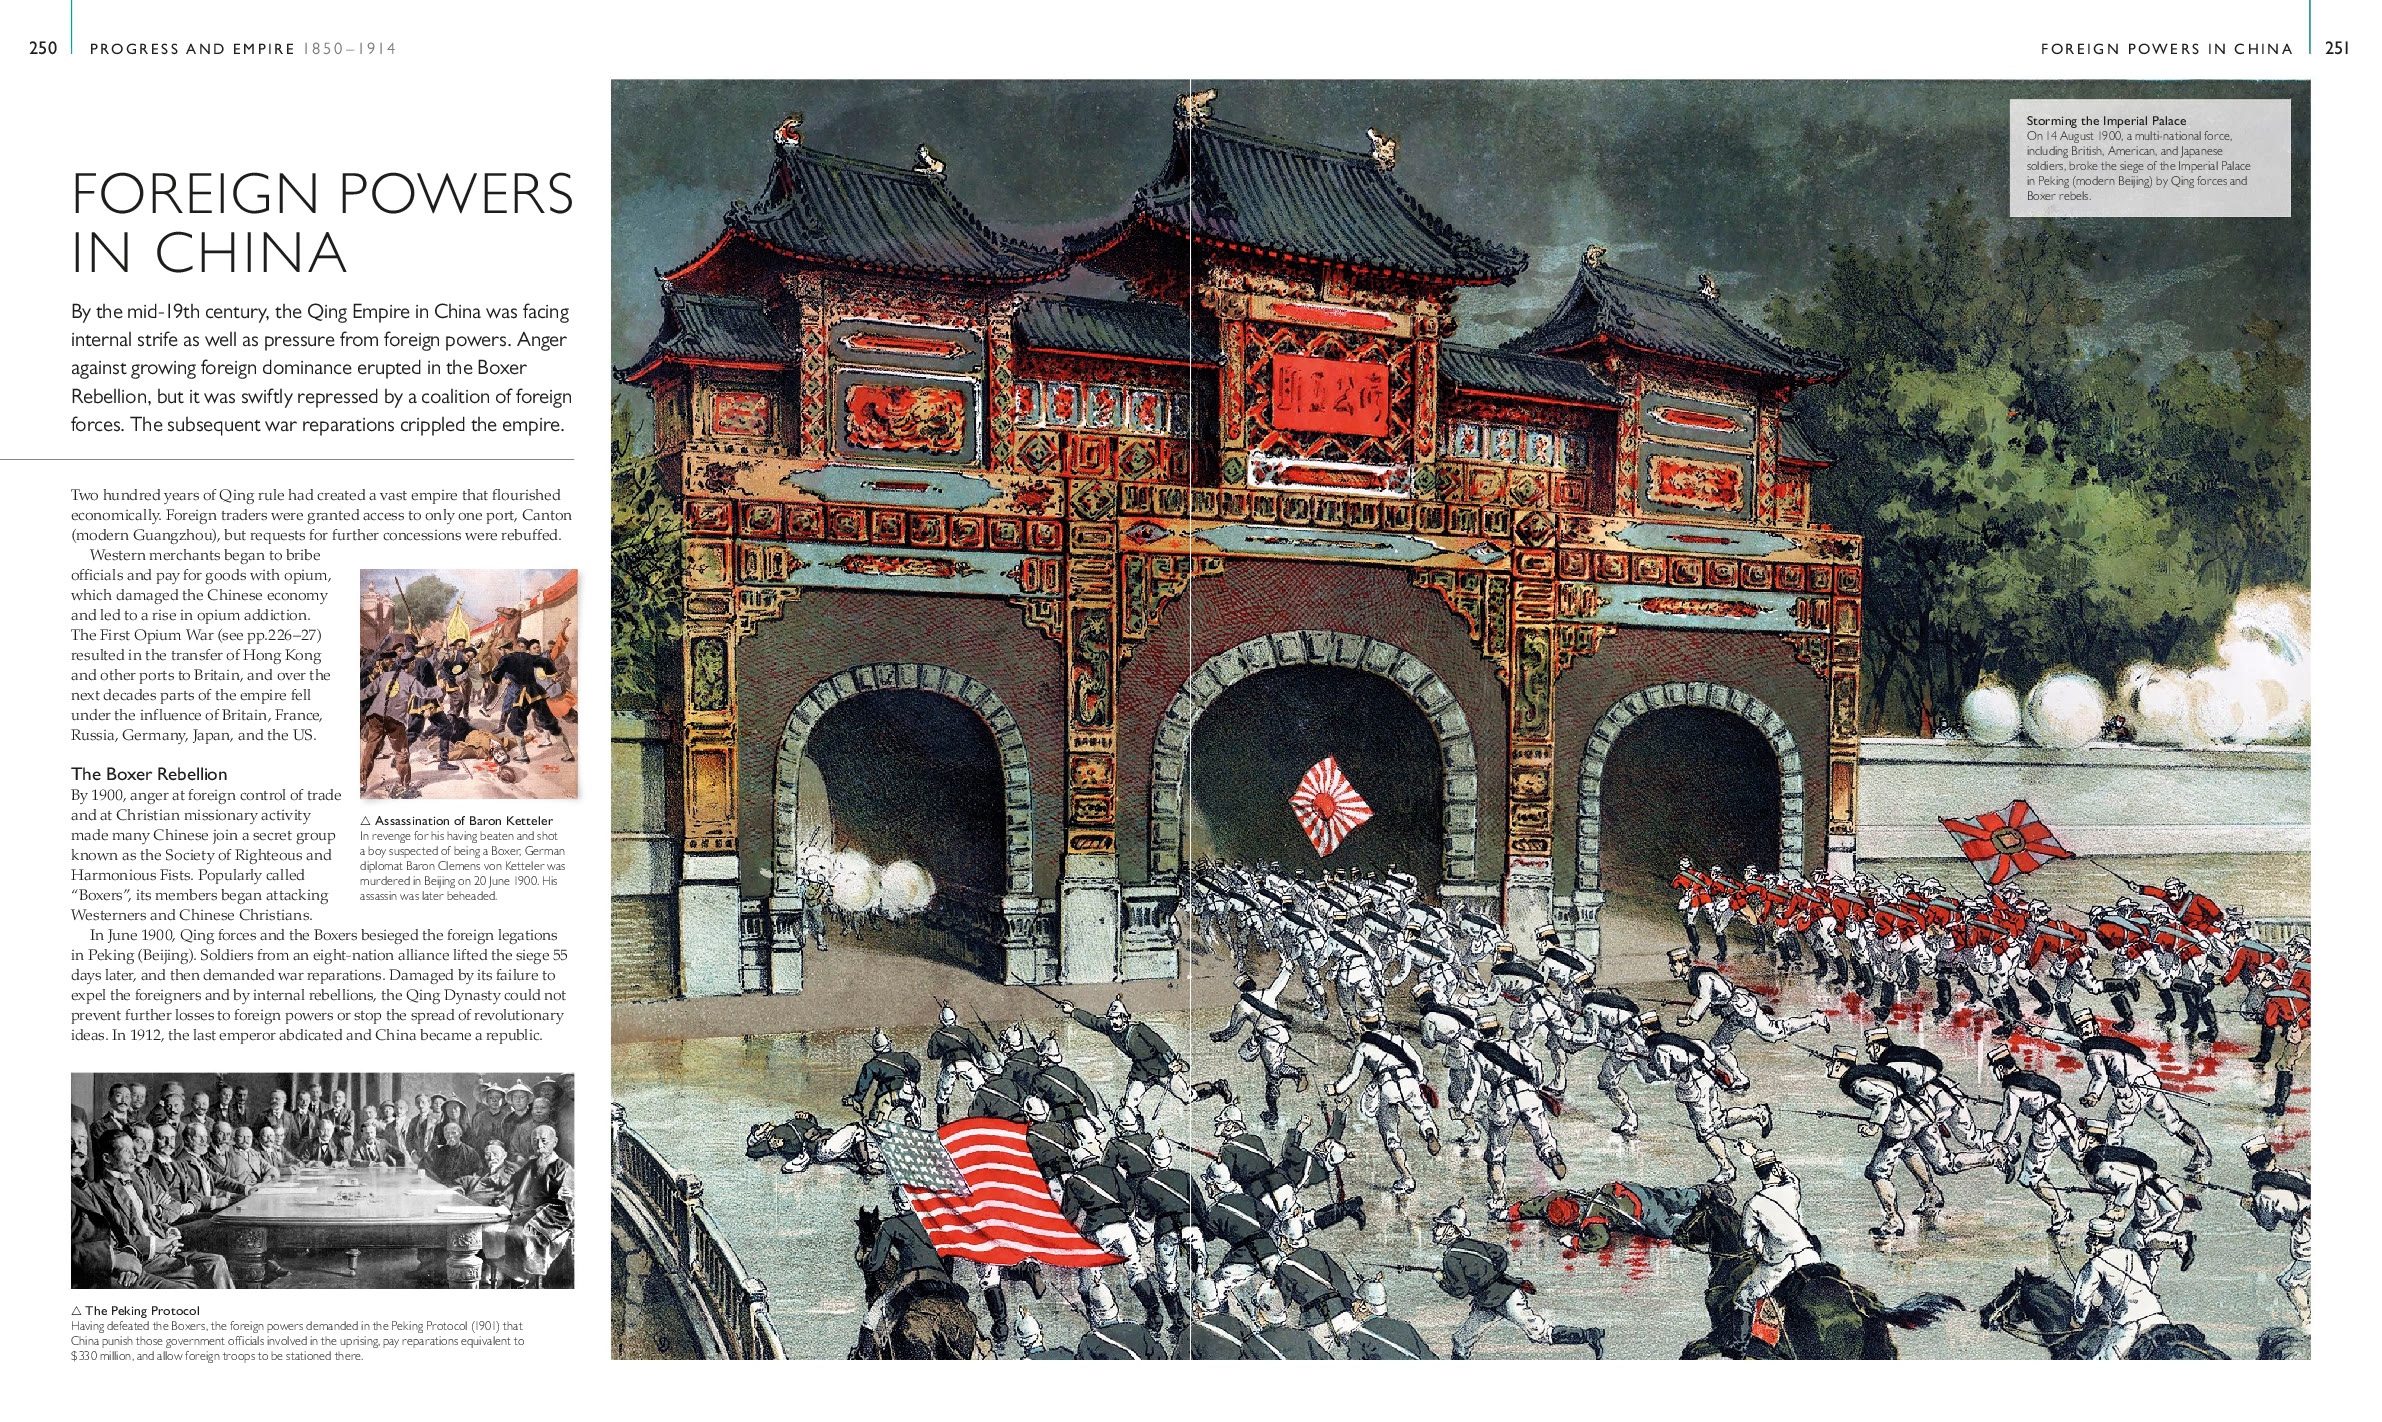 250
PROGRESS AND EMPIRE 1850–1914
FOREIGN POWERS IN CHINA
251
FOREIGN POWERS
IN CHINA
By the mid-19th century, the Qing Empire in China was facing
internal strife as well as pressure from foreign powers. Anger
against growing foreign dominance erupted in the Boxer
Rebellion, but it was swiftly repressed by a coalition of foreign
forces. The subsequent war reparations crippled the empire.
Two hundred years of Qing rule had created a vast empire that flourished
economically. Foreign traders were granted access to only one port, Canton
(modern Guangzhou), but requests for further concessions were rebuffed.
Western merchants began to bribe
officials and pay for goods with opium,
which damaged the Chinese economy
and led to a rise in opium addiction.
The First Opium War (see pp.226–27)
resulted in the transfer of Hong Kong
and other ports to Britain, and over the
next decades parts of the empire fell
under the influence of Britain, France,
Russia, Germany, Japan, and the US.
The Boxer Rebellion
By 1900, anger at foreign control of trade
and at Christian missionary activity
made many Chinese join a secret group
known as the Society of Righteous and
Harmonious Fists. Popularly called
“Boxers”, its members began attacking
Westerners and Chinese Christians.
In June 1900, Qing forces and the Boxers besieged the foreign legations
in Peking (Beijing). Soldiers from an eight-nation alliance lifted the siege 55
days later, and then demanded war reparations. Damaged by its failure to
expel the foreigners and by internal rebellions, the Qing Dynasty could not
prevent further losses to foreign powers or stop the spread of revolutionary
ideas. In 1912, the last emperor abdicated and China became a republic.
△ Assassination of Baron Ketteler
In revenge for his having beaten and shot
a boy suspected of being a Boxer, German
diplomat Baron Clemens von Ketteler was
murdered in Beijing on 20 June 1900. His
assassin was later beheaded.
△ The Peking Protocol
Having defeated the Boxers, the foreign powers demanded in the Peking Protocol (1901) that
China punish those government officials involved in the uprising, pay reparations equivalent to
$330 million, and allow foreign troops to be stationed there.
Storming the Imperial Palace
On 14 August 1900, a multi-national force,
including British, American, and Japanese
soldiers, broke the siege of the Imperial Palace
in Peking (modern Beijing) by Qing forces and
Boxer rebels.